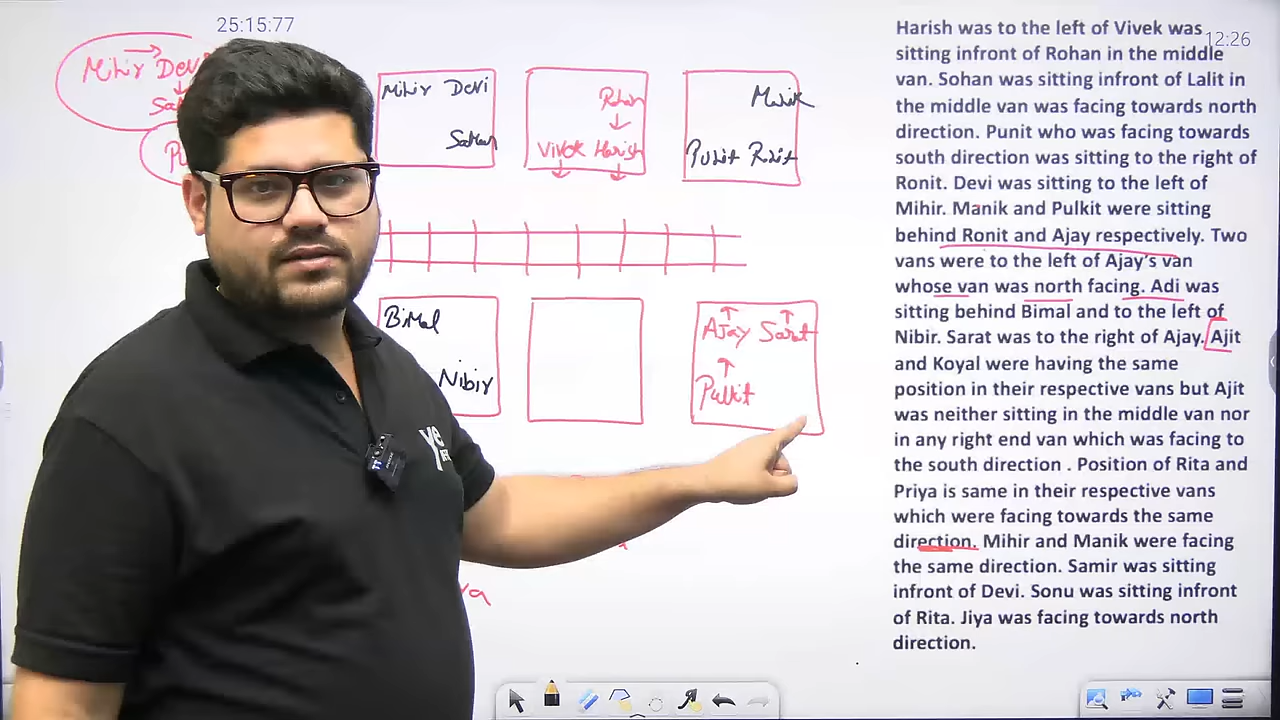 25:15:77
12:26
Mihir Devi
Mihir Devi
Rohan
Manik
Vivek Harish
Punit Ronit
Bimal
Nibir
Ajay Sarat
Pulkit
Harish was to the left of Vivek was
sitting infront of Rohan in the middle
van. Sohan was sitting infront of Lalit in
the middle van was facing towards north
direction. Punit who was facing towards
south direction was sitting to the right of
Ronit. Devi was sitting to the left of
Mihir. Manik and Pulkit were sitting
behind Ronit and Ajay respectively. Two
vans were to the left of Ajay's van
whose van was north facing. Adi was
sitting behind Bimal and to the left of
Nibir. Sarat was to the right of Ajay. Ajit
and Koyal were having the same
position in their respective vans but Ajit
was neither sitting in the middle van nor
in any right end van which was facing to
the south direction . Position of Rita and
Priya is same in their respective vans
which were facing towards the same
direction. Mihir and Manik were facing
the same direction. Samir was sitting
infront of Devi. Sonu was sitting infront
of Rita. Jiya was facing towards north
direction.